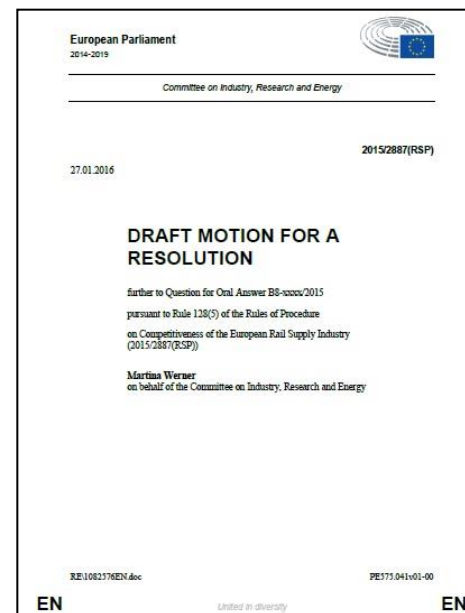 European Parliament
2014-2019
Committee on Industry, Research and Energy
2015/2887(RSP)
27.01.2016
DRAFT MOTION FOR A
RESOLUTION
further to Question for Oral Answer B8-xxxx/2015
pursuant to Rule 128(5) of the Rules of Procedure
on Competitiveness of the European Rail Supply Industry
(2015/2887(RSP))
Martina Werner
on behalf of the Committee on Industry, Research and Energy
RE\1082576EN.doc PE575.041v01-00
EN United in diversity EN